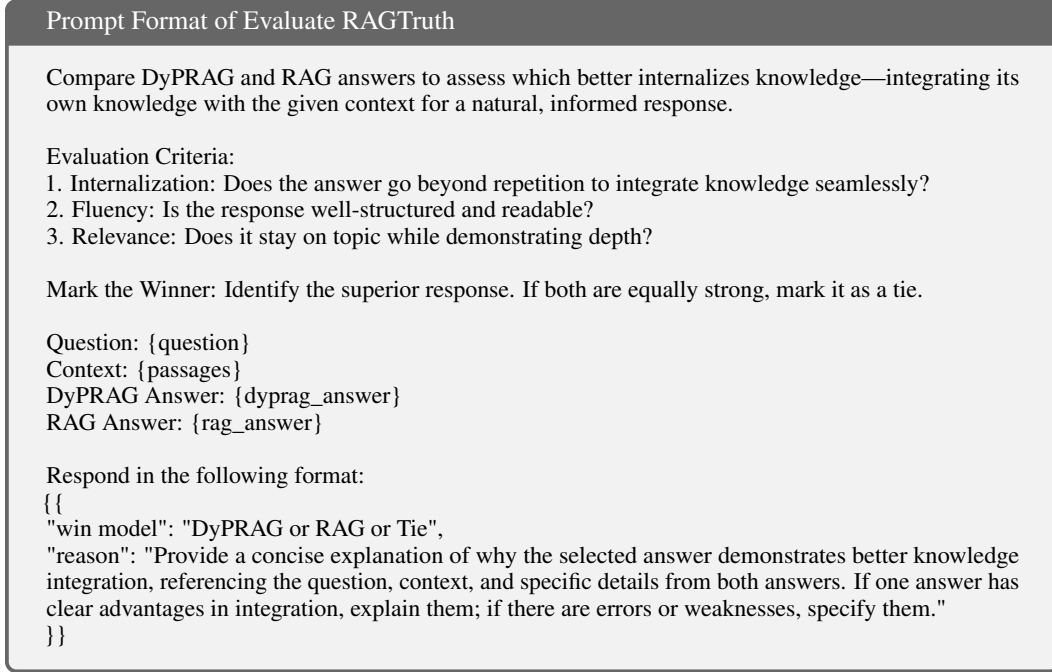 Prompt Format of Evaluate RAGTruth
Compare DyPRAG and RAG answers to assess which better internalizes knowledge—integrating its
own knowledge with the given context for a natural, informed response.
Evaluation Criteria:
1. Internalization: Does the answer go beyond repetition to integrate knowledge seamlessly?
2. Fluency: Is the response well-structured and readable?
3. Relevance: Does it stay on topic while demonstrating depth?
Mark the Winner: Identify the superior response. If both are equally strong, mark it as a tie.
Question: {question}
Context: {passages}
DyPRAG Answer: {dyprag_answer}
RAG Answer: {rag_answer}
Respond in the following format:
{{
"win model": "DyPRAG or RAG or Tie",
"reason": "Provide a concise explanation of why the selected answer demonstrates better knowledge
integration, referencing the question, context, and specific details from both answers. If one answer has
clear advantages in integration, explain them; if there are errors or weaknesses, specify them."
}}